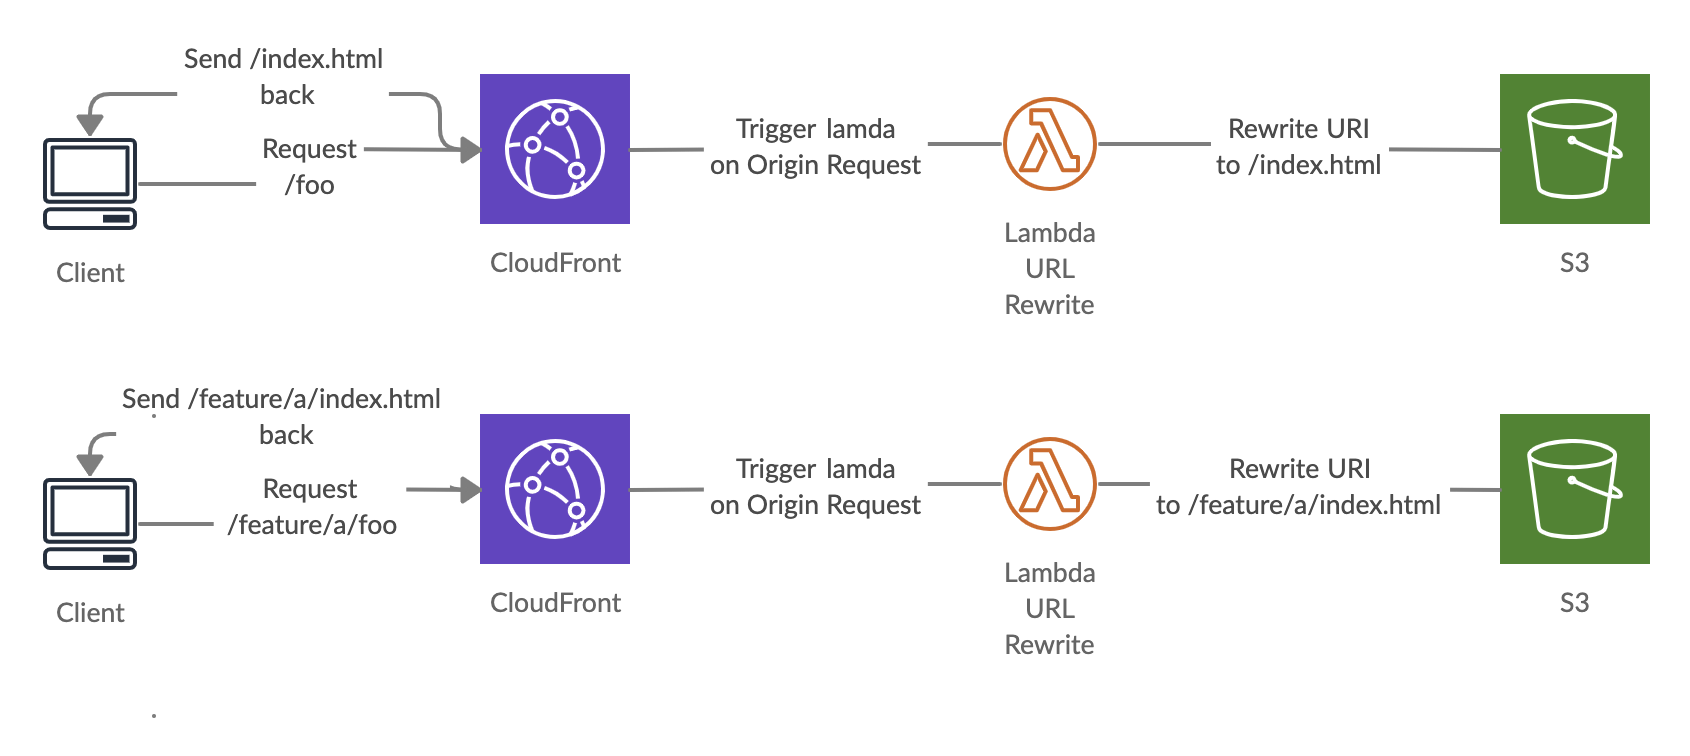 Send /index.html
back
Request
/foo
Client
CloudFront
Trigger lamda
on Origin Request
Lambda
URL
Rewrite
Rewrite URI
to /index.html
S3
Send /feature/a/index.html
back
Request
/feature/a/foo
Client
CloudFront
Trigger lamda
on Origin Request
Lambda
URL
Rewrite
Rewrite URI
to /feature/a/index.html
S3